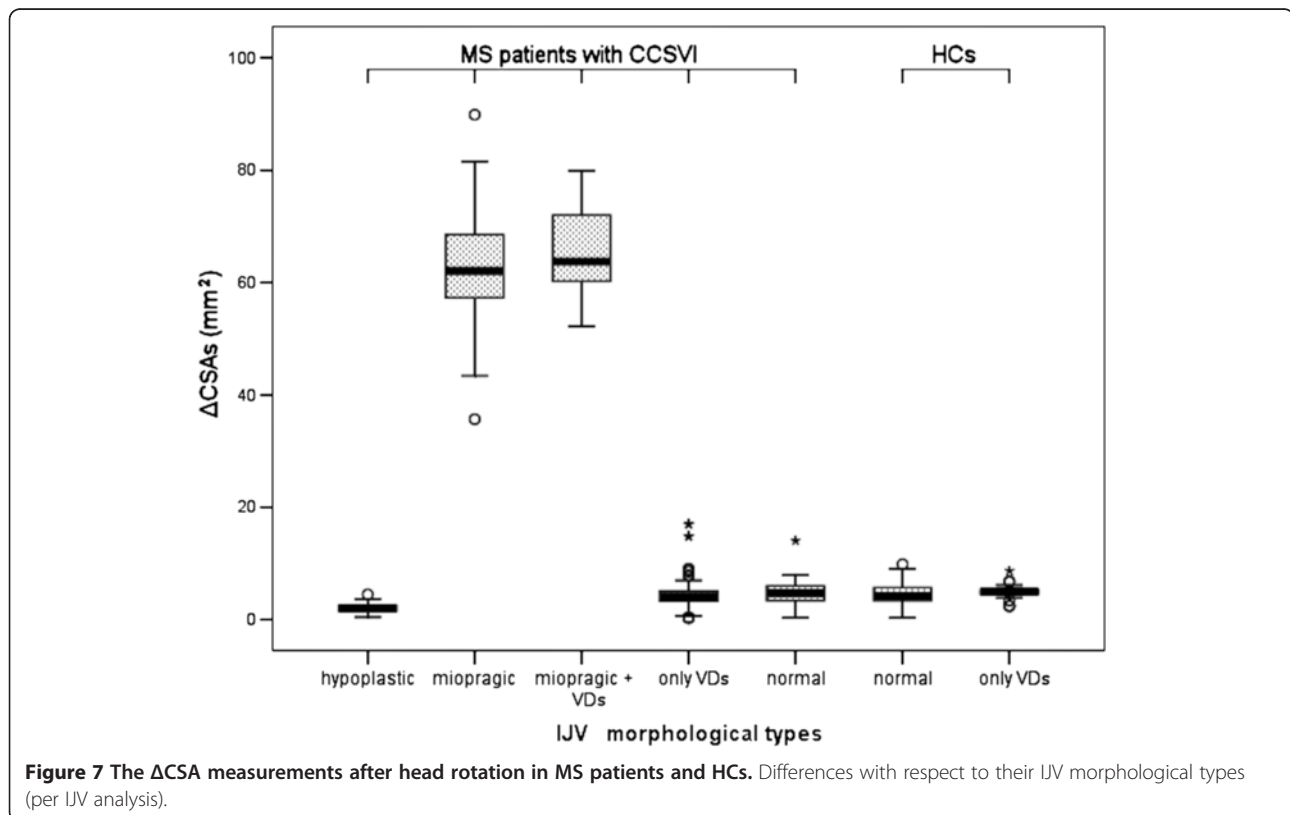 MS patients with CCSVI HCs
100
80
60
40
20
0
ΔCSAs (mm²)
hypoplastic miopragic miopragic + only VDs normal normal only VDs
VDs
IJV morphological types
Figure 7 The ΔCSA measurements after head rotation in MS patients and HCs. Differences with respect to their IJV morphological types
(per IJV analysis).